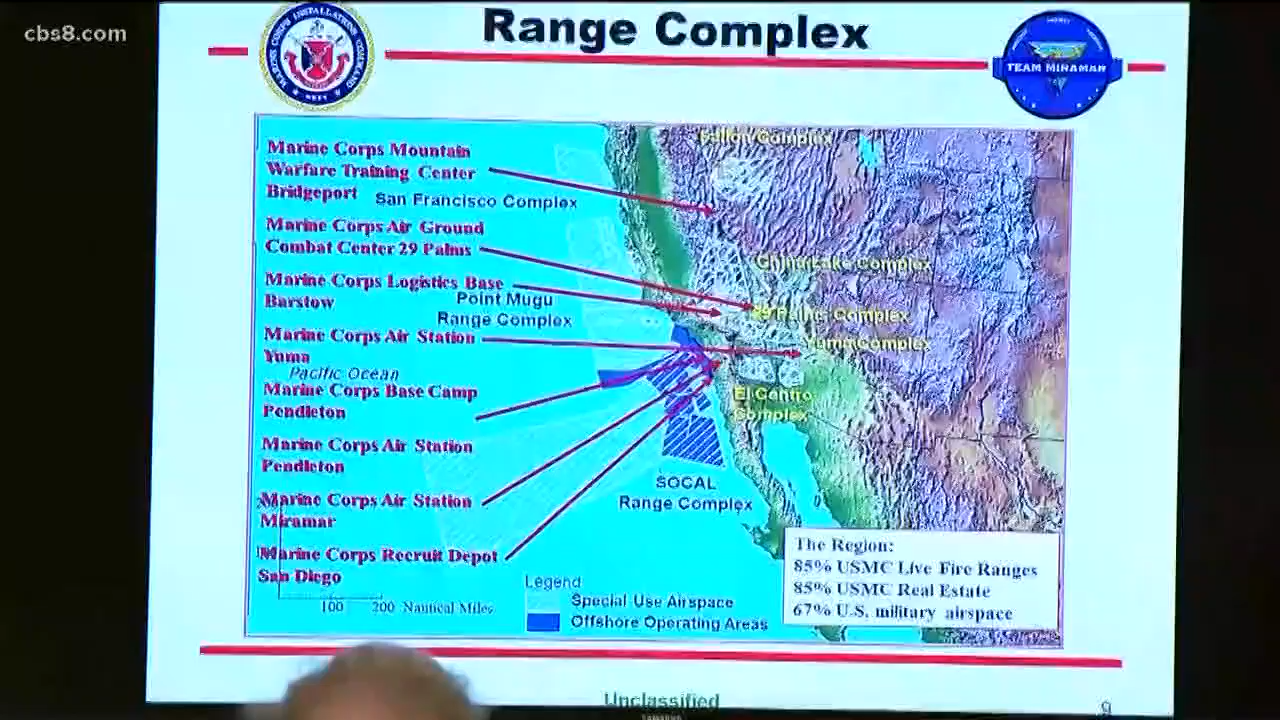 cbs8.com
Range Complex
MARINE CORPS INSTALLATIONS COMMAND
WEST
TEAM MIRAMAR
Marine Corps Mountain
Warfare Training Center
Bridgeport
San Francisco Complex
Marine Corps Air Ground
Combat Center 29 Palms
Marine Corps Logistics Base
Barstow
Point Mugu
Range Complex
Marine Corps Air Station
Yuma
Pacific Ocean
Marine Corps Base Camp
Pendleton
Marine Corps Air Station
Pendleton
Marine Corps Air Station
Miramar
Marine Corps Recruit Depot
San Diego
100 200 Nautical Miles
Fallon Complex
China Lake Complex
29 Palms Complex
Yuma Complex
El Centro
Complex
SOCAL
Range Complex
Legend
Special Use Airspace
Offshore Operating Areas
The Region:
85% USMC Live Fire Ranges
85% USMC Real Estate
67% U.S. military airspace
Unclassified
9